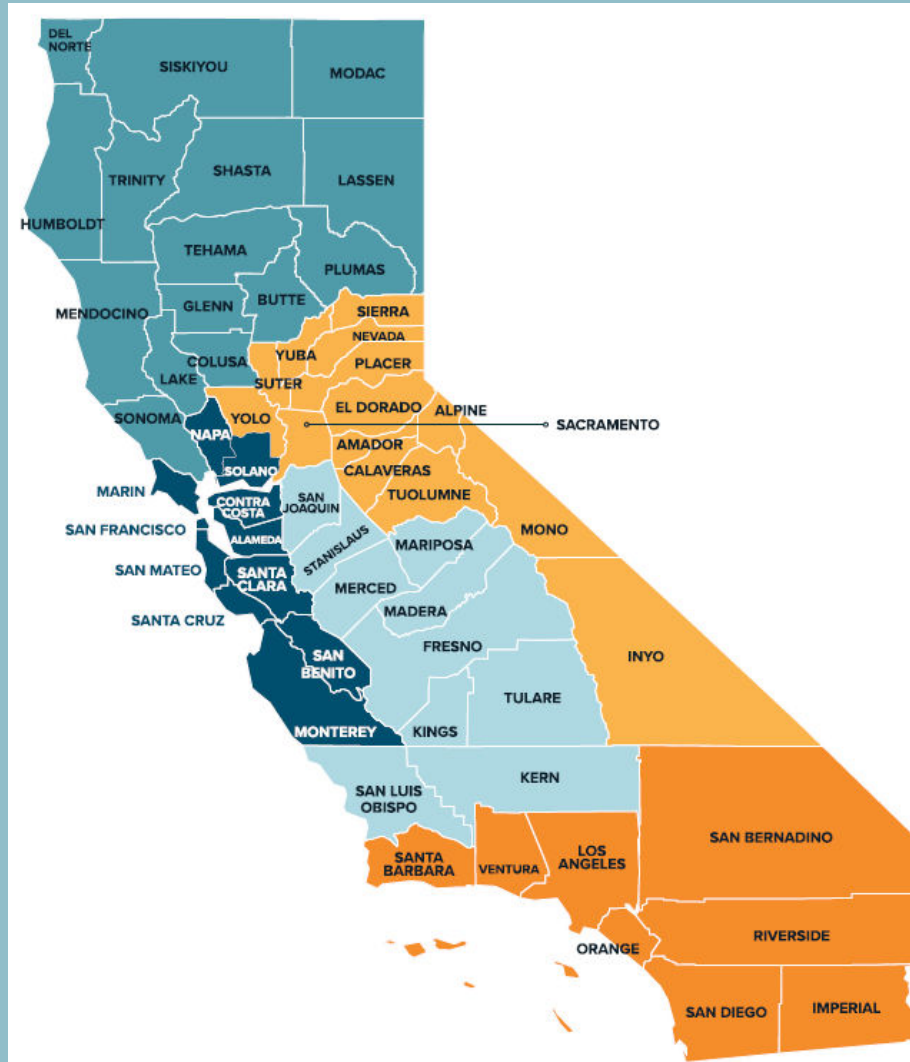 DEL
NORTE
SISKIYOU
MODAC
TRINITY
SHASTA
LASSEN
HUMBOLDT
TEHAMA
PLUMAS
MENDOCINO
GLENN
BUTTE
SIERRA
NEVADA
COLUSA
YUBA
PLACER
LAKE
SUTER
EL DORADO
ALPINE
SONOMA
YOLO
SACRAMENTO
NAPA
AMADOR
SOLANO
CALAVERAS
MARIN
CONTRA
COSTA
SAN
JOAQUIN
TUOLUMNE
SAN FRANCISCO
ALAMEDA
STANISLAUS
MARIPOSA
MONO
SAN MATEO
SANTA
CLARA
MERCED
SANTA CRUZ
MADERA
SAN
BENITO
FRESNO
INYO
TULARE
MONTEREY
KINGS
SAN LUIS
OBISPO
KERN
SAN BERNADINO
SANTA
BARBARA
VENTURA
LOS
ANGELES
ORANGE
RIVERSIDE
SAN DIEGO
IMPERIAL